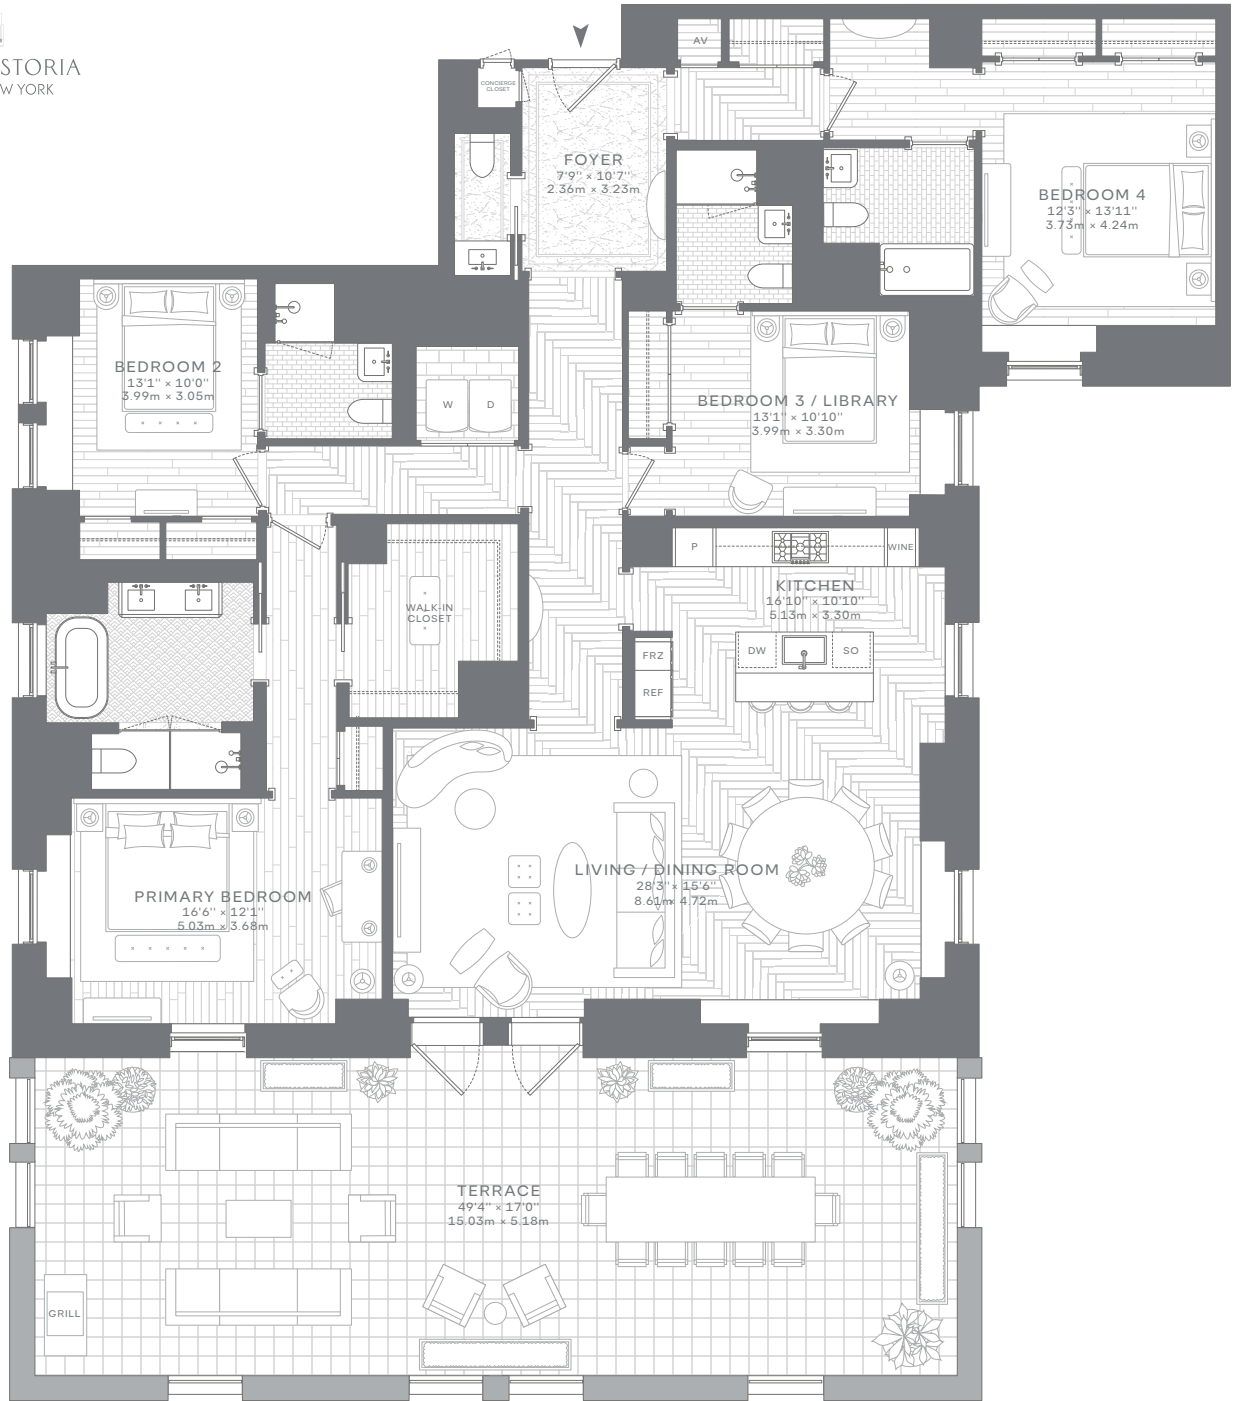 STORIA
W YORK
AV
CONCIERGE
CLOSET
FOYER
7'9" × 10'7"
2.36m × 3.23m
BEDROOM 4
12'3" × 13'11"
3.73m × 4.24m
BEDROOM 2
13'1" × 10'0"
3.99m × 3.05m
W
D
BEDROOM 3 / LIBRARY
13'1" × 10'10"
3.99m × 3.30m
P
WINE
KITCHEN
16'10" × 10'10"
5.13m × 3.30m
WALK-IN
CLOSET
FRZ
REF
DW
SO
LIVING / DINING ROOM
28'3" × 15'6"
8.61m × 4.72m
PRIMARY BEDROOM
16'6" × 12'1"
5.03m × 3.68m
TERRACE
49'4" × 17'0"
15.03m × 5.18m
GRILL